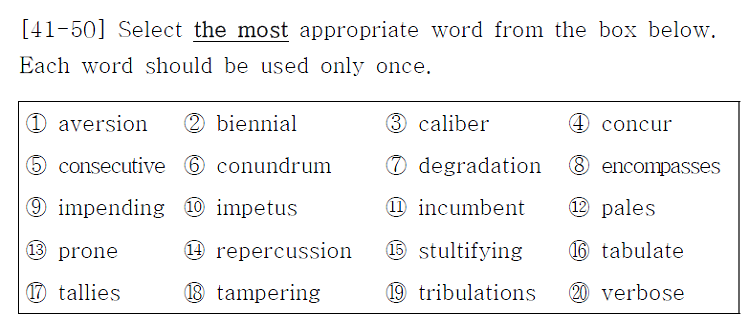 [41-50] Select the most appropriate word from the box below.
Each word should be used only once.
① aversion ② biennial ③ caliber ④ concur
⑤ consecutive ⑥ conundrum ⑦ degradation ⑧ encompasses
⑨ impending ⑩ impetus ⑪ incumbent ⑫ pales
⑬ prone ⑭ repercussion ⑮ stultifying ⑯ tabulate
⑰ tallies ⑱ tampering ⑲ tribulations ⑳ verbose